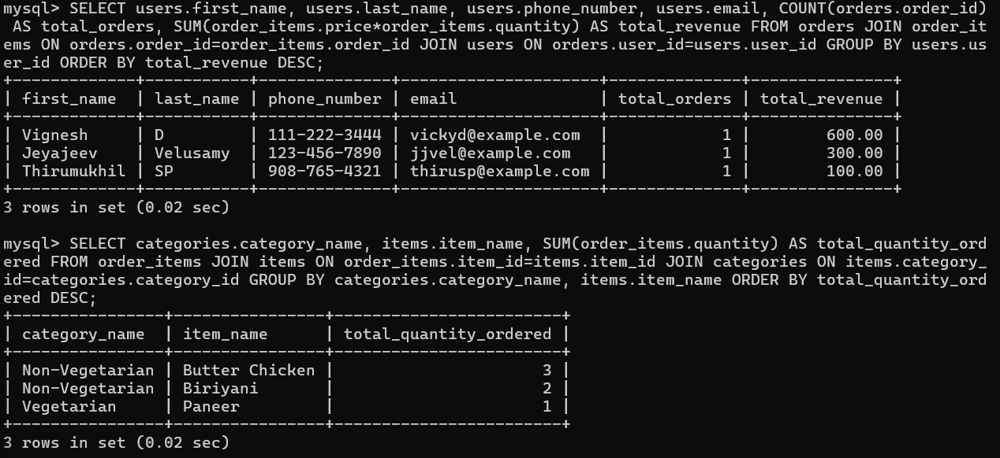 mysql> SELECT users.first_name, users.last_name, users.phone_number, users.email, COUNT(orders.order_id)
 AS total_orders, SUM(order_items.price*order_items.quantity) AS total_revenue FROM orders JOIN order_it
ems ON orders.order_id=order_items.order_id JOIN users ON orders.user_id=users.user_id GROUP BY users.us
er_id ORDER BY total_revenue DESC;
+-------------+-----------+--------------+---------------------+--------------+---------------+
| first_name  | last_name | phone_number | email               | total_orders | total_revenue |
+-------------+-----------+--------------+---------------------+--------------+---------------+
| Vignesh     | D         | 111-222-3444 | vickyd@example.com  |            1 |        600.00 |
| Jeyajeev    | Velusamy  | 123-456-7890 | jjvel@example.com   |            1 |        300.00 |
| Thirumukhil | SP        | 908-765-4321 | thirusp@example.com |            1 |        100.00 |
+-------------+-----------+--------------+---------------------+--------------+---------------+
3 rows in set (0.02 sec)

mysql> SELECT categories.category_name, items.item_name, SUM(order_items.quantity) AS total_quantity_ord
ered FROM order_items JOIN items ON order_items.item_id=items.item_id JOIN categories ON items.category_
id=categories.category_id GROUP BY categories.category_name, items.item_name ORDER BY total_quantity_ord
ered DESC;
+----------------+----------------+------------------------+
| category_name  | item_name      | total_quantity_ordered |
+----------------+----------------+------------------------+
| Non-Vegetarian | Butter Chicken |                      3 |
| Non-Vegetarian | Biriyani       |                      2 |
| Vegetarian     | Paneer         |                      1 |
+----------------+----------------+------------------------+
3 rows in set (0.02 sec)